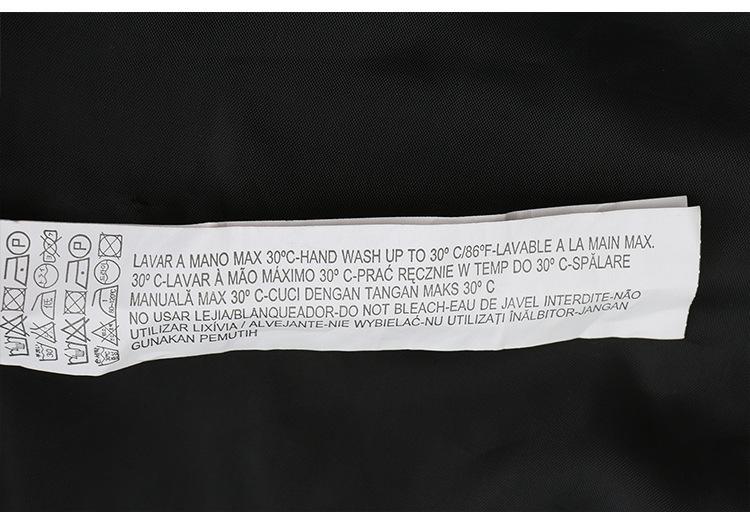 LAVAR A MANO MAX 30ºC-HAND WASH UP TO 30º C/86ºF-LAVABLE A LA MAIN MAX.
30º C-LAVAR À MÃO MÁXIMO 30º C-PRAĆ RĘCZNIE W TEMP DO 30º C-SPĂLARE
MANUALĂ MAX 30º C-CUCI DENGAN TANGAN MAKS 30º C
NO USAR LEJIA/BLANQUEADOR-DO NOT BLEACH-EAU DE JAVEL INTERDITE-NÃO
UTILIZAR LIXÍVIA / ALVEJANTE-NIE WYBIELAĆ-NU UTILIZAȚI ÎNĂLBITOR-JANGAN
GUNAKAN PEMUTIH